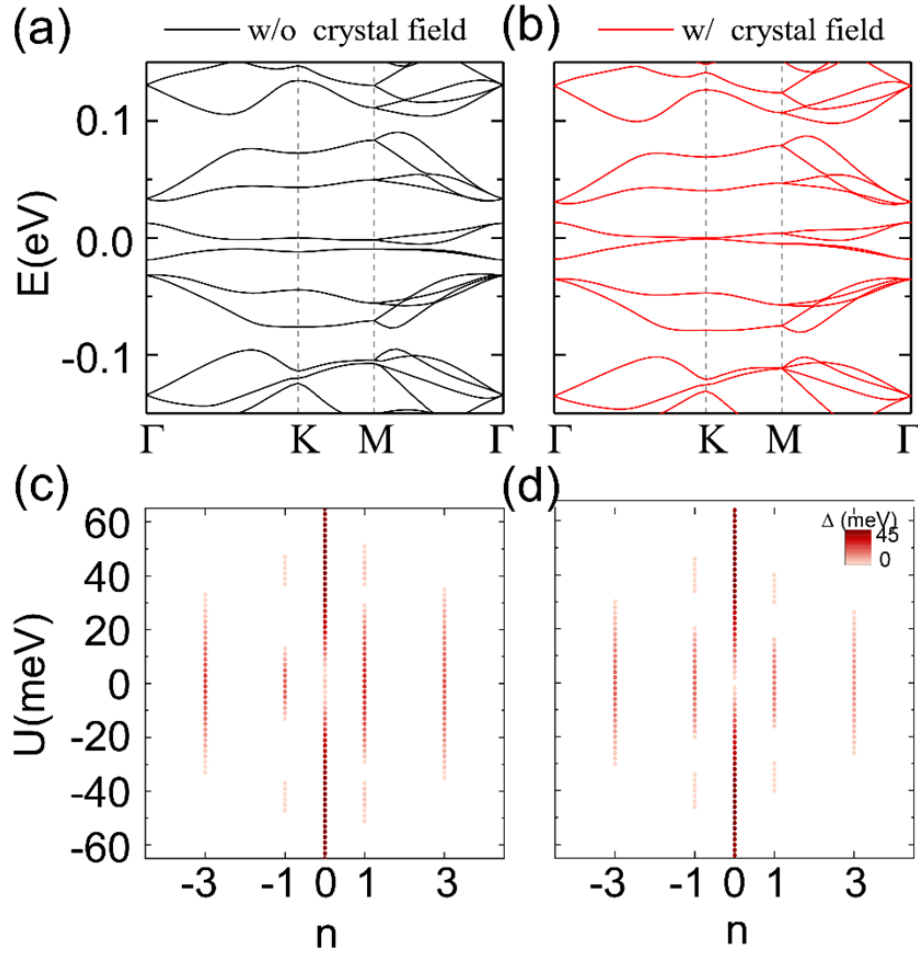 (a) w/o crystal field (b) w/ crystal field
E(eV)
0.1
0.0
-0.1
Γ K M Γ Γ K M Γ
(c) (d)
U(meV)
60
40
20
0
-20
-40
-60
Δ (meV)
45
0
-3 -1 0 1 3 -3 -1 0 1 3
n n